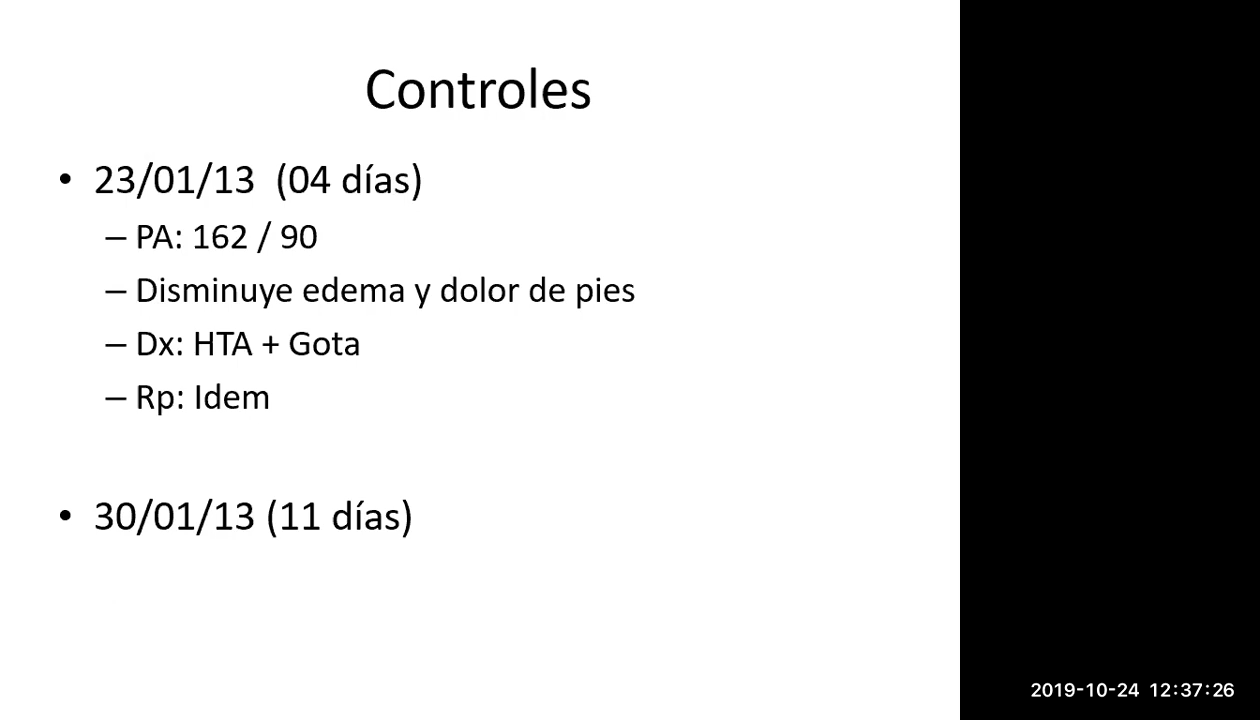 Controles
• 23/01/13 (04 días)
– PA: 162 / 90
– Disminuye edema y dolor de pies
– Dx: HTA + Gota
– Rp: Idem
• 30/01/13 (11 días)
2019-10-24 12:37:26